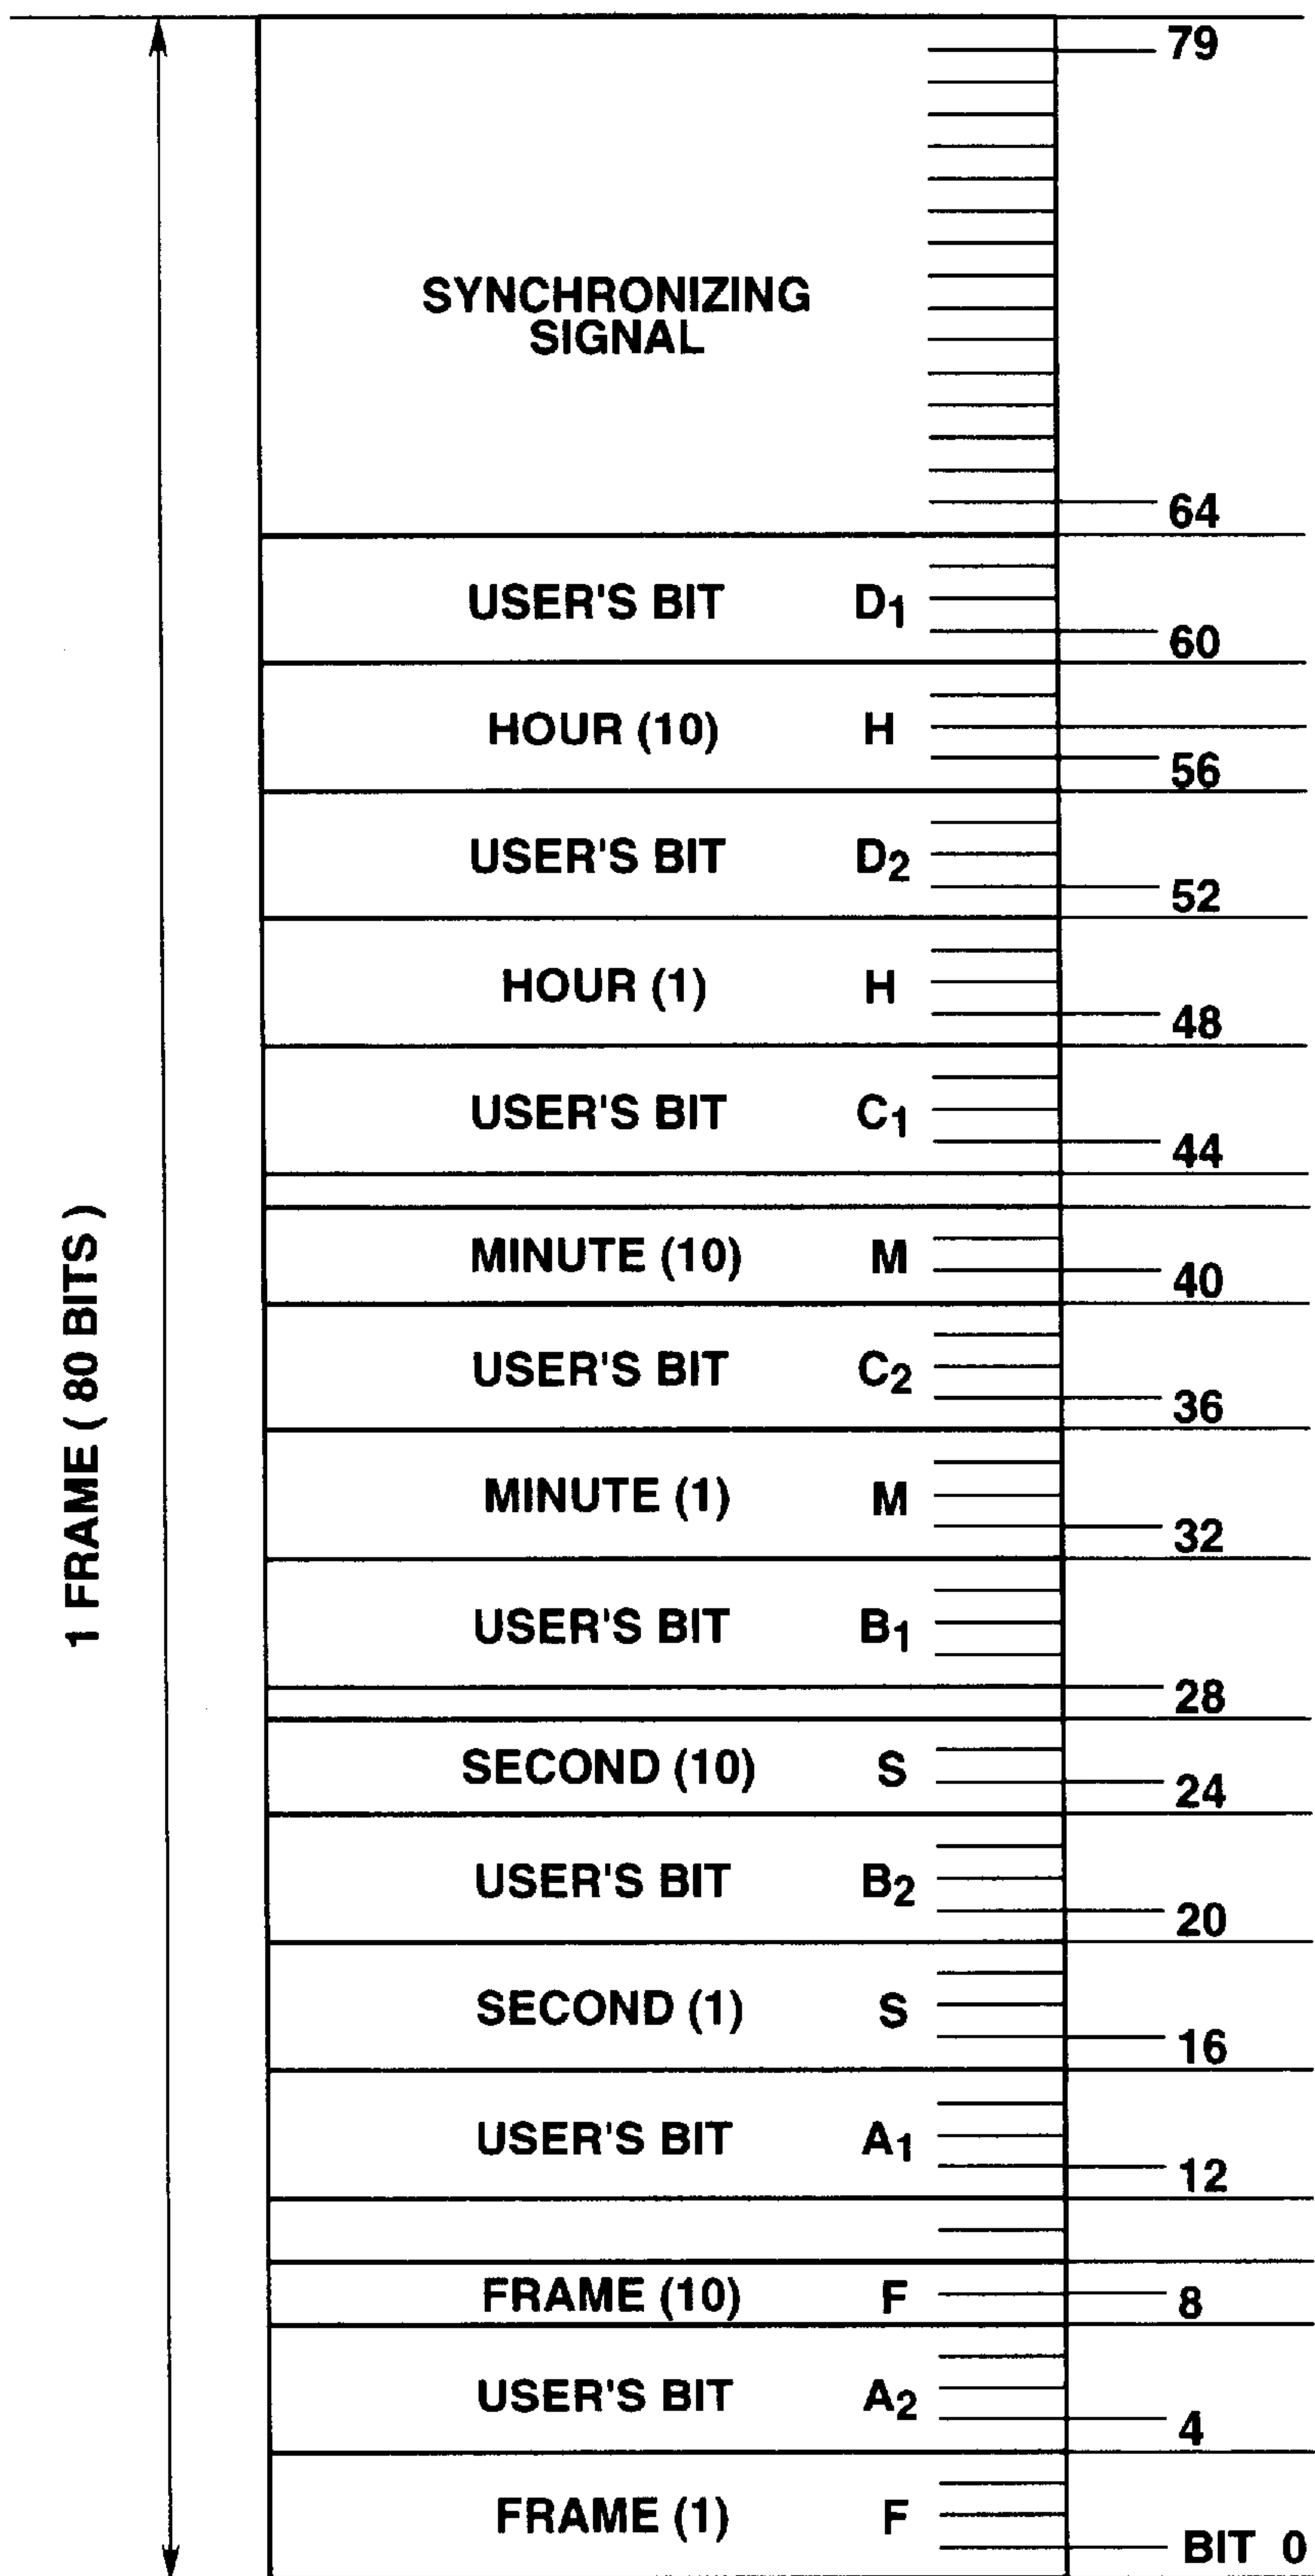 79
SYNCHRONIZING
SIGNAL
64
USER'S BIT D1
60
HOUR (10) H
56
USER'S BIT D2
52
HOUR (1) H
48
USER'S BIT C1
44
MINUTE (10) M
40
USER'S BIT C2
36
MINUTE (1) M
32
USER'S BIT B1
28
SECOND (10) S
24
USER'S BIT B2
20
SECOND (1) S
16
USER'S BIT A1
12
FRAME (10) F 8
USER'S BIT A2
4
FRAME (1) F
BIT 0
1 FRAME ( 80 BITS )